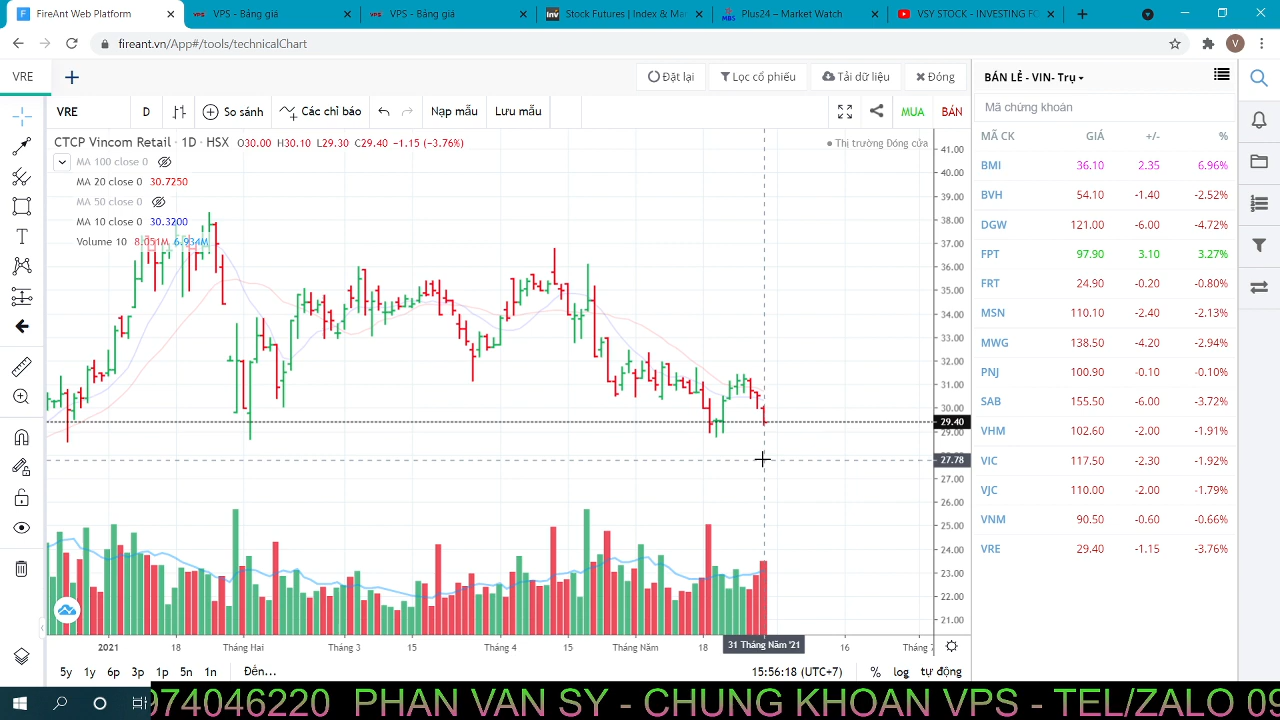 FireAnt Web Platform
VPS - Bảng giá
VPS - Bảng giá
Stock Futures | Index & Mar
Plus24 – Market Watch
VSY STOCK - INVESTING FO
fireant.vn/App#/tools/technicalChart
VRE
Đặt lại
Lọc cổ phiếu
Tải dữ liệu
Đóng
VRE
D
So sánh
Các chỉ báo
Nạp mẫu
Lưu mẫu
MUA
BÁN
CTCP Vincom Retail · 1D · HSX O30.00 H30.10 L29.30 C29.40 −1.15 (−3.76%)
Thị trường Đóng cửa
MA 100 close 0
MA 20 close 0 30.7250
MA 50 close 0
MA 10 close 0 30.3200
Volume 10 8.051M 6.934M
41.00
40.00
39.00
38.00
37.00
36.00
35.00
34.00
33.00
32.00
31.00
30.00
29.40
29.00
27.78
27.00
26.00
25.00
24.00
23.00
22.00
21.00
2021 18 Tháng Hai Tháng 3 15 Tháng 4 15 Tháng Năm 18 31 Tháng Năm '21 16
5y 1y 6p 3p 1p 5n 1n Đến...
15:56:18 (UTC+7) % log tự động
BÁN LẺ - VIN- Trụ
Mã chứng khoán
MÃ CK GIÁ +/- %
BMI 36.10 2.35 6.96%
BVH 54.10 -1.40 -2.52%
DGW 121.00 -6.00 -4.72%
FPT 97.90 3.10 3.27%
FRT 24.90 -0.20 -0.80%
MSN 110.10 -2.40 -2.13%
MWG 138.50 -4.20 -2.94%
PNJ 100.90 -0.10 -0.10%
SAB 155.50 -6.00 -3.72%
VHM 102.60 -2.00 -1.91%
VIC 117.50 -2.30 -1.92%
VJC 110.00 -2.00 -1.79%
VNM 90.50 -0.60 -0.66%
VRE 29.40 -1.15 -3.76%
974046220 PHAN VAN SY - CHUNG KHOAN VPS - TEL/ZALO 09